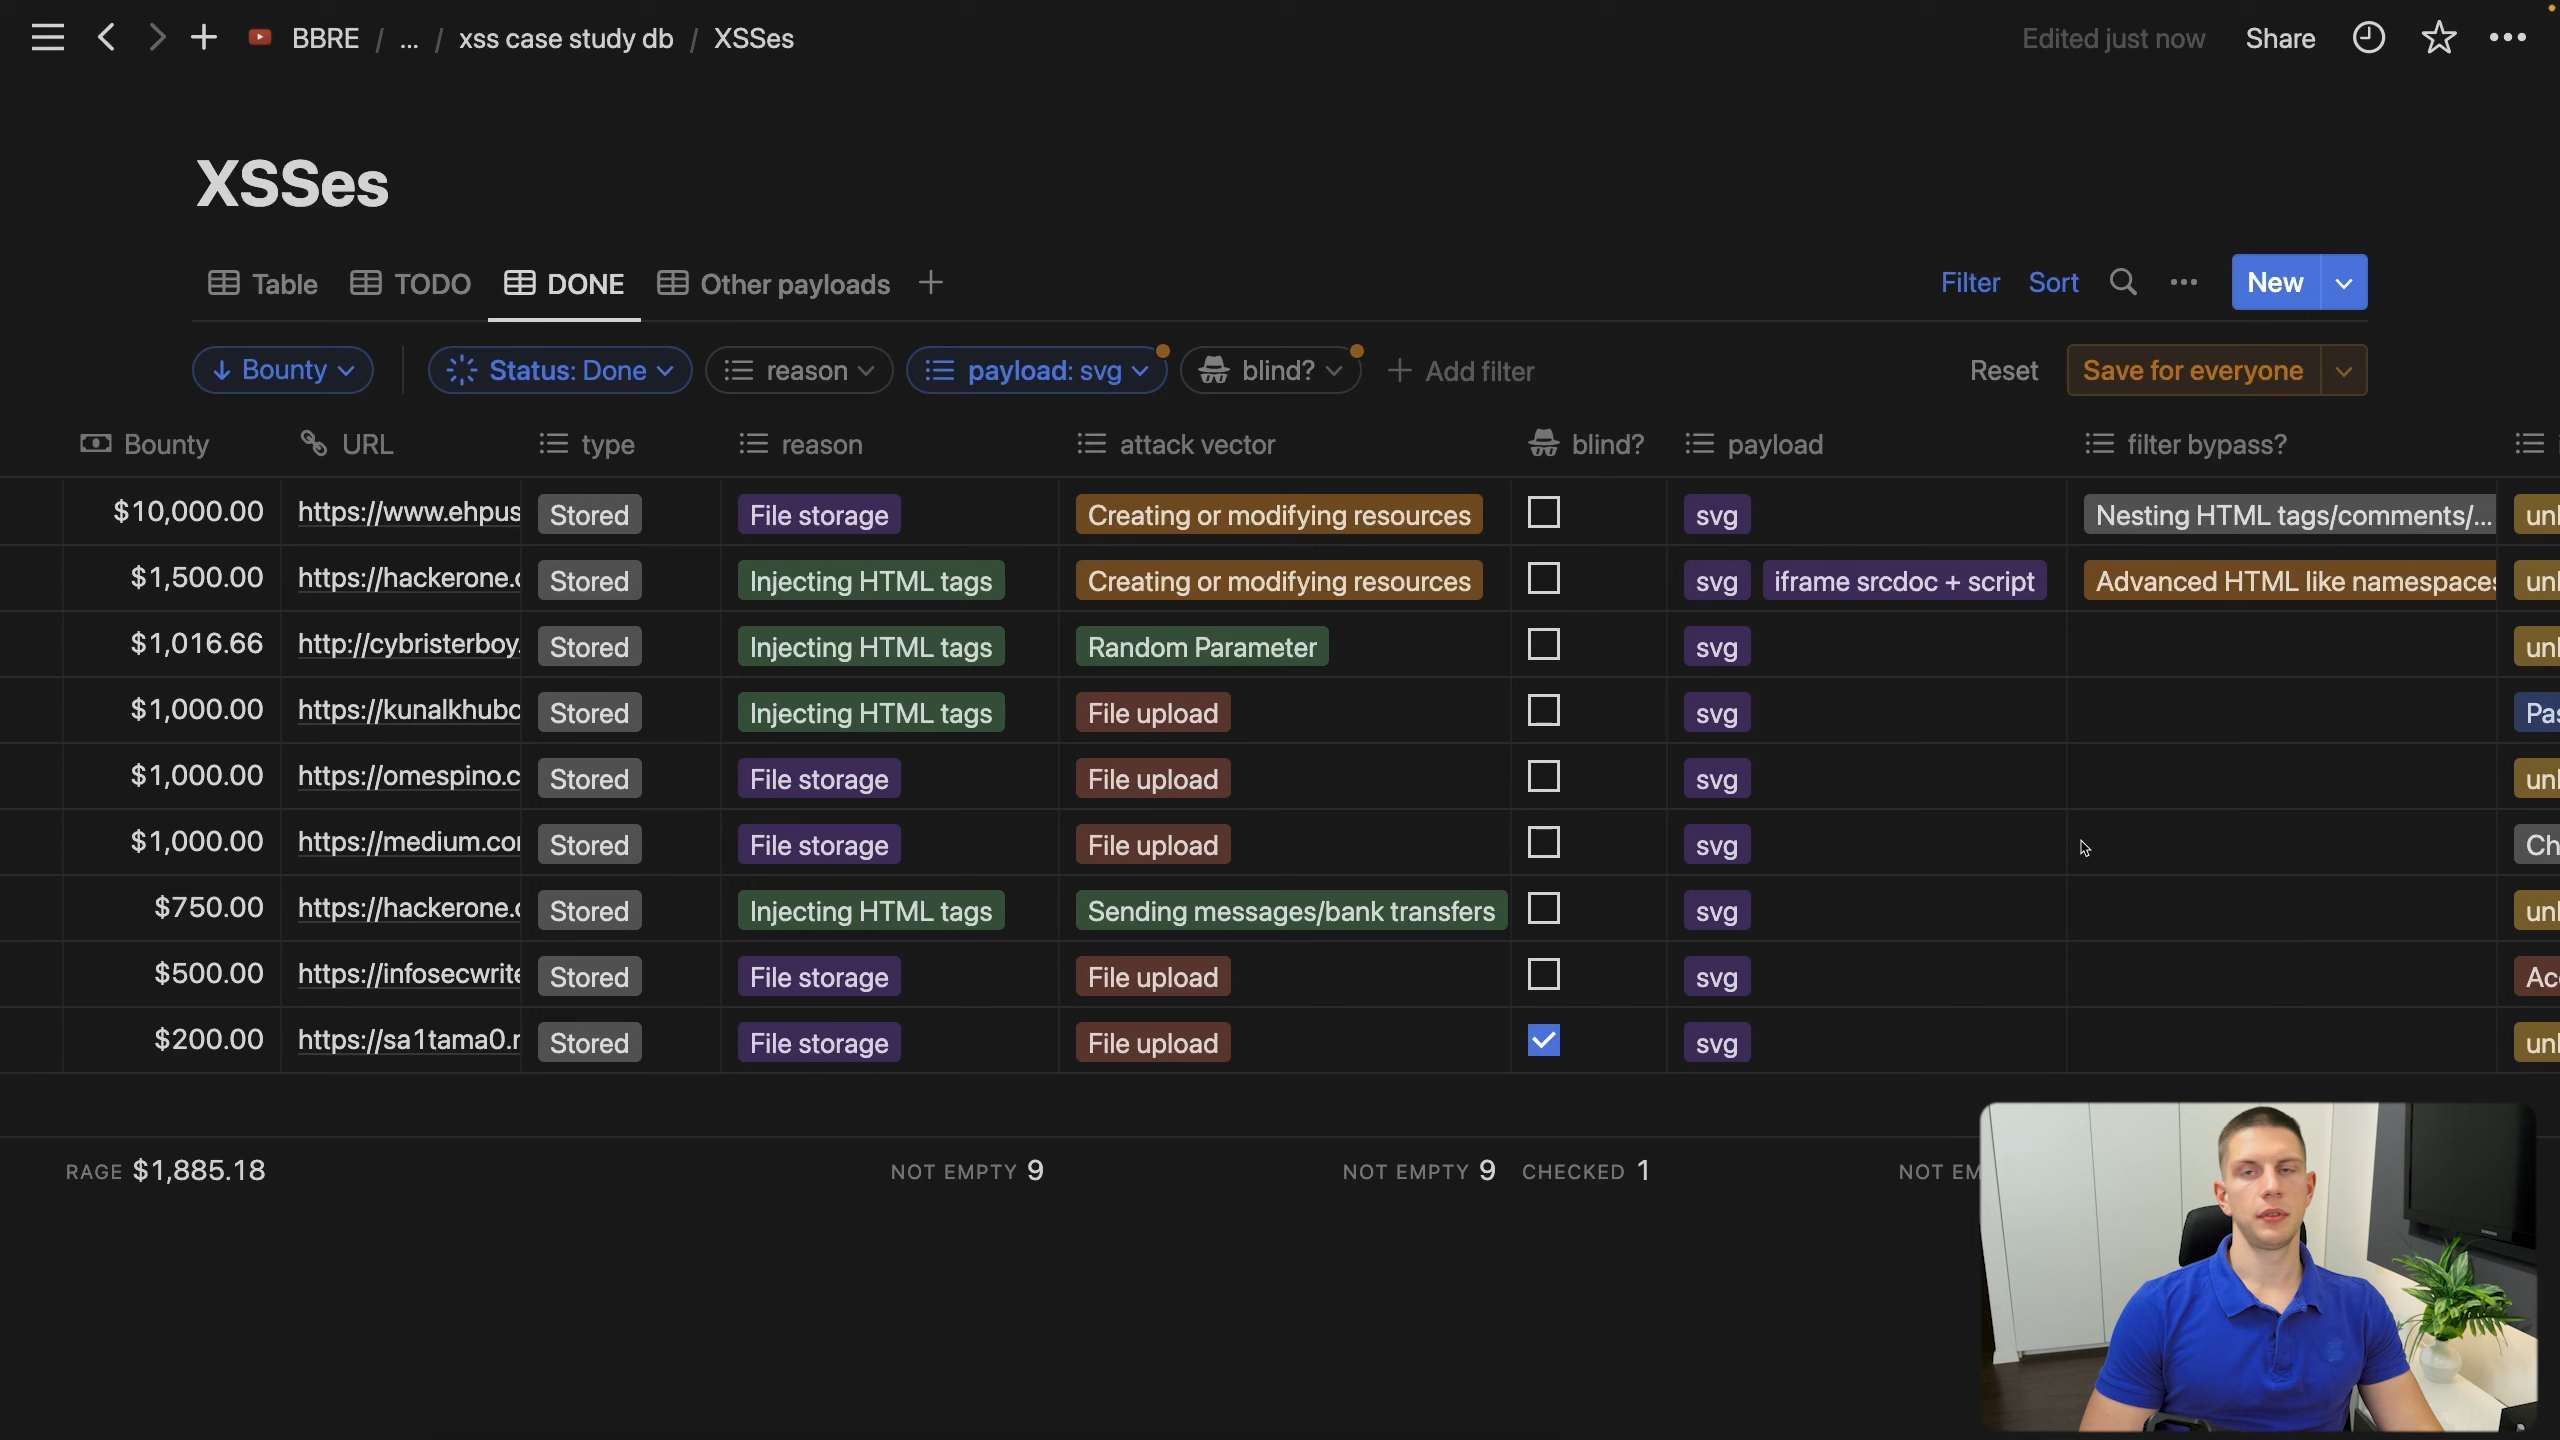 BBRE / ... / xss case study db / XSSes
Edited just now Share
XSSes
Table TODO DONE Other payloads
Filter Sort New
Bounty Status: Done reason payload: svg blind? Add filter Reset Save for everyone
Bounty URL type reason attack vector blind? payload filter bypass?
$10,000.00 https://www.ehpus Stored File storage Creating or modifying resources svg Nesting HTML tags/comments/...
$1,500.00 https://hackerone. Stored Injecting HTML tags Creating or modifying resources svg iframe srcdoc + script Advanced HTML like namespaces
$1,016.66 http://cybristerboy. Stored Injecting HTML tags Random Parameter svg
$1,000.00 https://kunalkhubc Stored Injecting HTML tags File upload svg
$1,000.00 https://omespino.c Stored File storage File upload svg
$1,000.00 https://medium.co Stored File storage File upload svg Ch
$750.00 https://hackerone. Stored Injecting HTML tags Sending messages/bank transfers svg
$500.00 https://infosecwrite Stored File storage File upload svg
$200.00 https://sa1tama0. Stored File storage File upload svg
RAGE $1,885.18 NOT EMPTY 9 NOT EMPTY 9 CHECKED 1 NOT EM